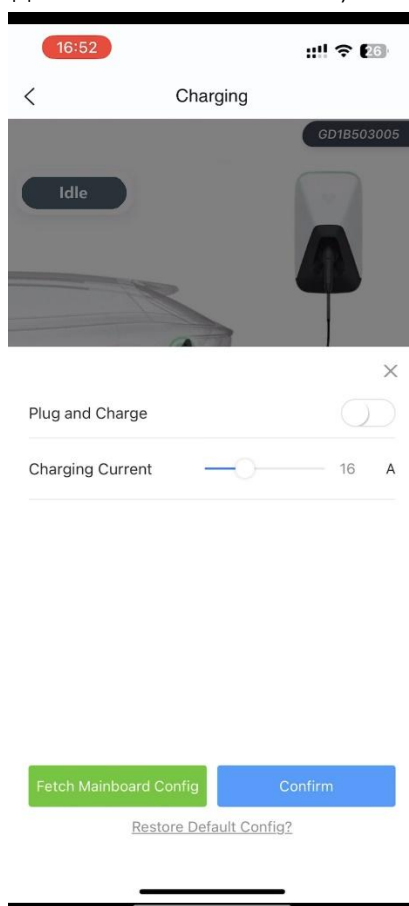 16:52
26
Charging
GD1B503005
Idle
Plug and Charge
Charging Current 16 A
Fetch Mainboard Config Confirm
Restore Default Config?